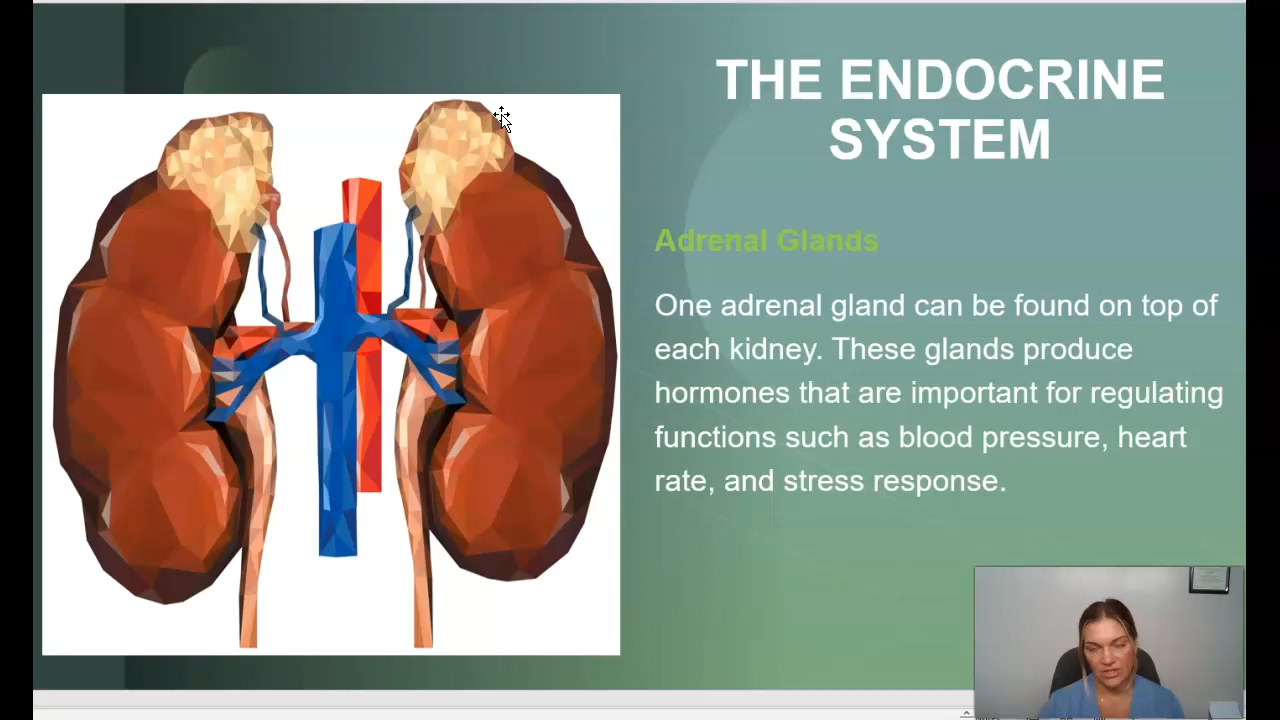 THE ENDOCRINE
SYSTEM
Adrenal Glands
One adrenal gland can be found on top of
each kidney. These glands produce
hormones that are important for regulating
functions such as blood pressure, heart
rate, and stress response.